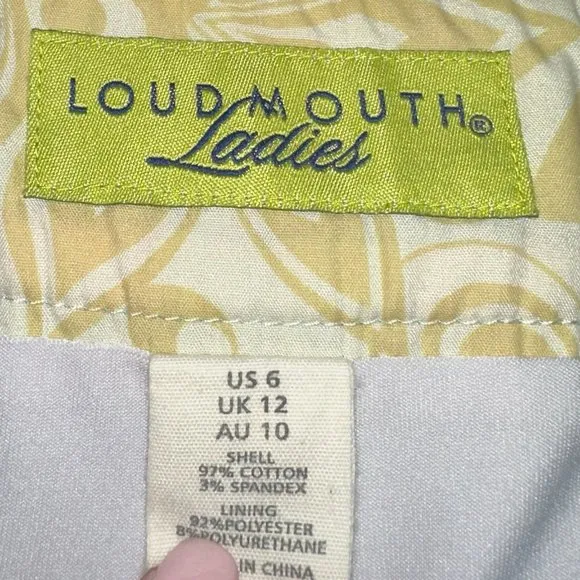 LOUDMOUTH®
Ladies
US 6
UK 12
AU 10
SHELL
97% COTTON
3% SPANDEX
LINING
92%POLYESTER
8%POLYURETHANE
IN CHINA